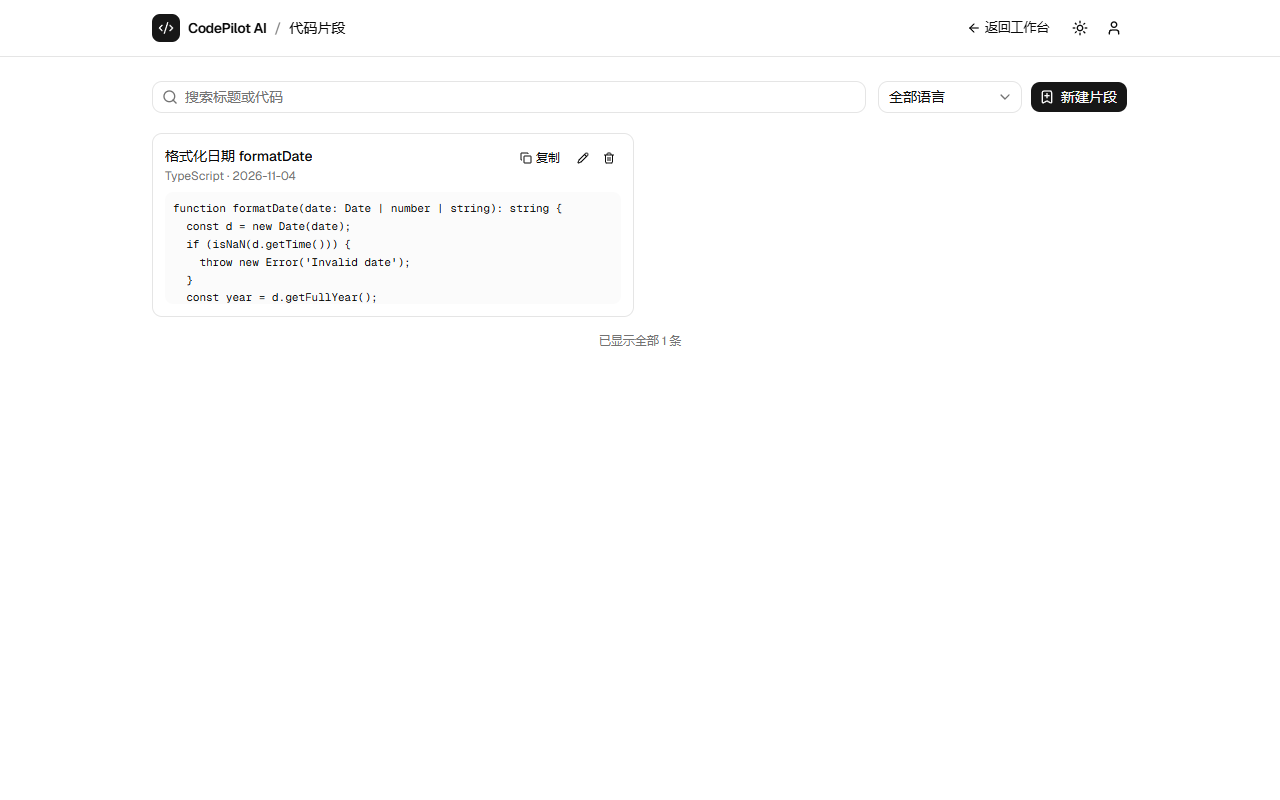 CodePilot AI / 代码片段
返回工作台
搜索标题或代码
全部语言
新建片段
格式化日期 formatDate
复制
TypeScript · 2026-11-04
function formatDate(date: Date | number | string): string {
  const d = new Date(date);
  if (isNaN(d.getTime())) {
    throw new Error('Invalid date');
  }
  const year = d.getFullYear();
已显示全部 1 条